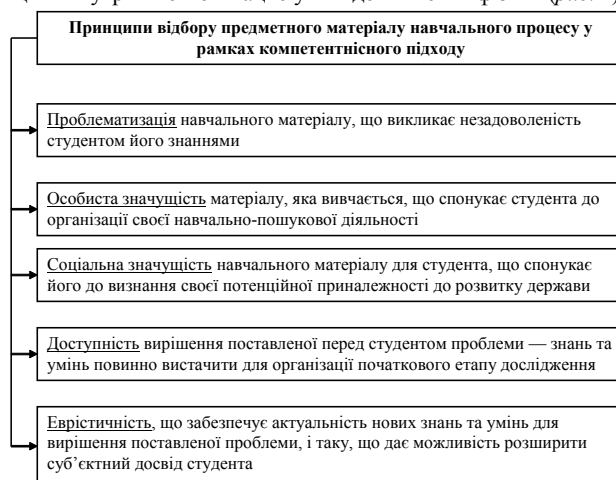 Принципи відбору предметного матеріалу навчального процесу у
рамках компетентнісного підходу
Проблематизація навчального матеріалу, що викликає незадоволеність
студентом його знаннями
Особиста значущість матеріалу, яка вивчається, що спонукає студента до
організації своєї навчально-пошукової діяльності
Соціальна значущість навчального матеріалу для студента, що спонукає
його до визнання своєї потенційної приналежності до розвитку держави
Доступність вирішення поставленої перед студентом проблеми — знань та
умінь повинно вистачити для організації початкового етапу дослідження
Еврістичність, що забезпечує актуальність нових знань та умінь для
вирішення поставленої проблеми, і таку, що дає можливість розширити
суб’єктний досвід студента